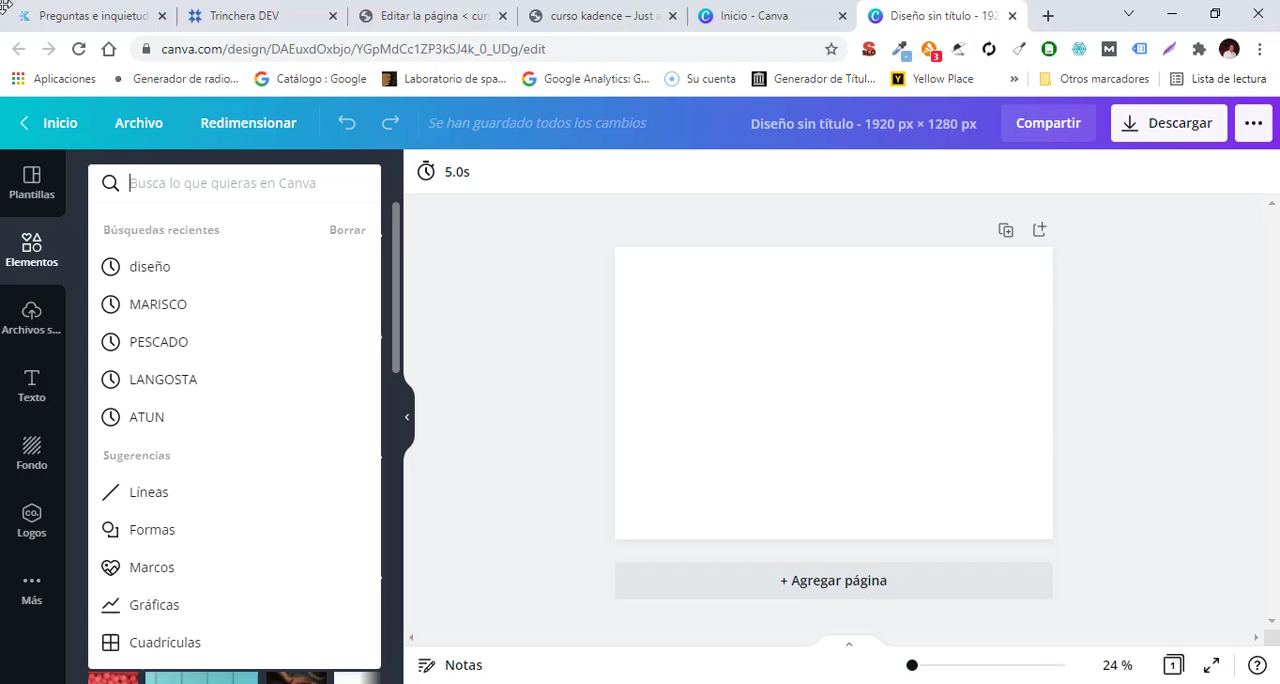 Preguntas e inquietud
Trinchera DEV
Editar la página < curs
curso kadence – Just a
Inicio - Canva
Diseño sin título - 192
canva.com/design/DAEuxdOxbjo/YGpMdCc1ZP3kSJ4k_0_UDg/edit
3
Aplicaciones
Generador de radio...
Catálogo : Google
Laboratorio de spa...
Google Analytics: G...
Su cuenta
Generador de Títul...
Yellow Place
»
Otros marcadores
Lista de lectura
Inicio
Archivo
Redimensionar
Se han guardado todos los cambios
Diseño sin título - 1920 px × 1280 px
Compartir
Descargar
Plantillas
Elementos
Archivos s...
Texto
Fondo
CO.
Logos
Más
Busca lo que quieras en Canva
Búsquedas recientes
Borrar
diseño
MARISCO
PESCADO
LANGOSTA
ATUN
Sugerencias
Líneas
Formas
Marcos
Gráficas
Cuadrículas
5.0s
+ Agregar página
Notas
24 %
1
?